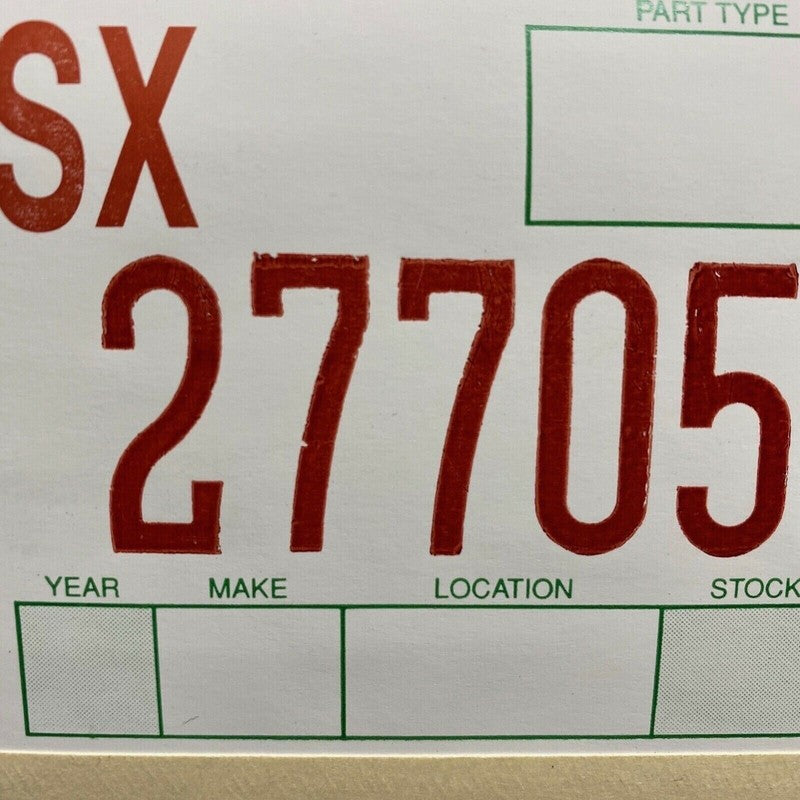 PART TYPE
SX
27705
YEAR MAKE LOCATION STOCK